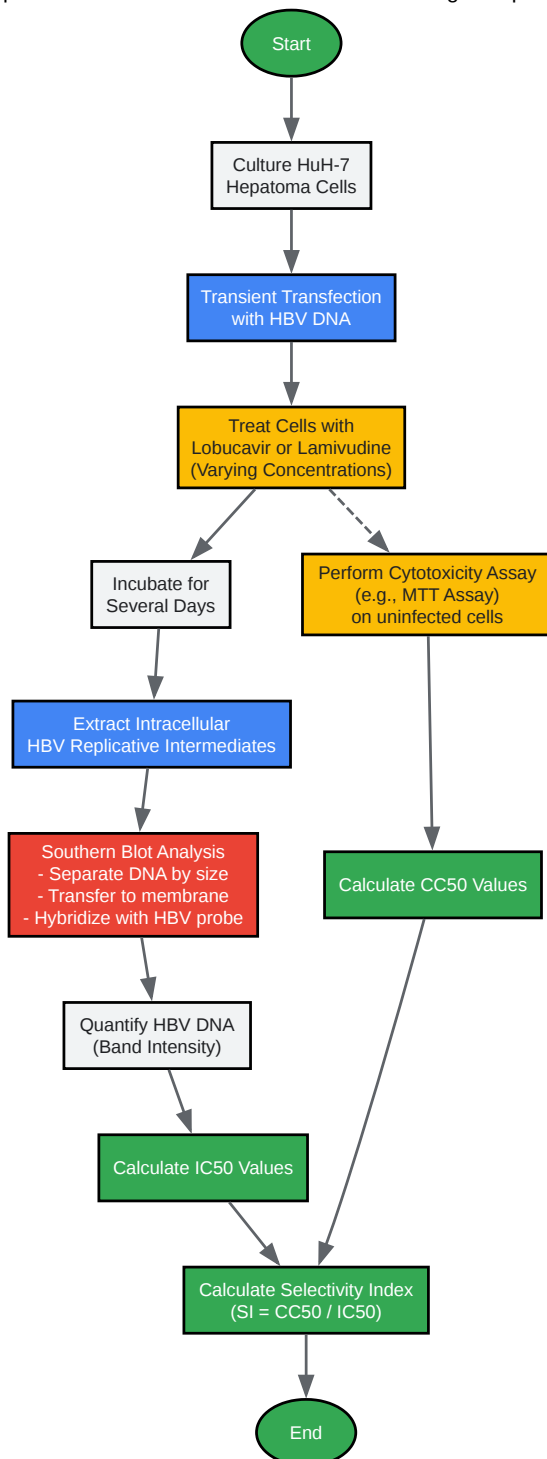 Start
Culture HuH-7
Hepatoma Cells
Transient Transfection
with HBV DNA
Treat Cells with
Lobucavir or Lamivudine
(Varying Concentrations)
Incubate for
Several Days
Perform Cytotoxicity Assay
(e.g., MTT Assay)
on uninfected cells
Extract Intracellular
HBV Replicative Intermediates
Southern Blot Analysis
- Separate DNA by size
- Transfer to membrane
- Hybridize with HBV probe
Calculate CC50 Values
Quantify HBV DNA
(Band Intensity)
Calculate IC50 Values
Calculate Selectivity Index
(SI = CC50 / IC50)
End